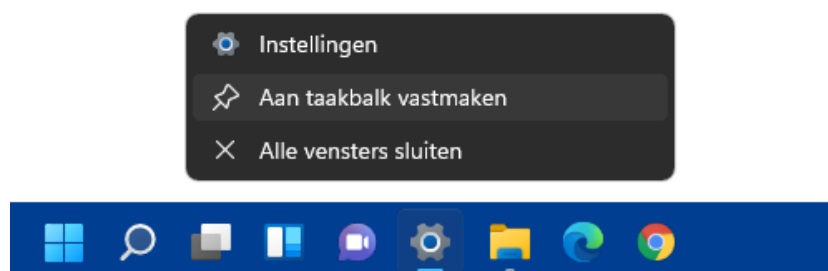 Instellingen
Aan taakbalk vastmaken
Alle vensters sluiten